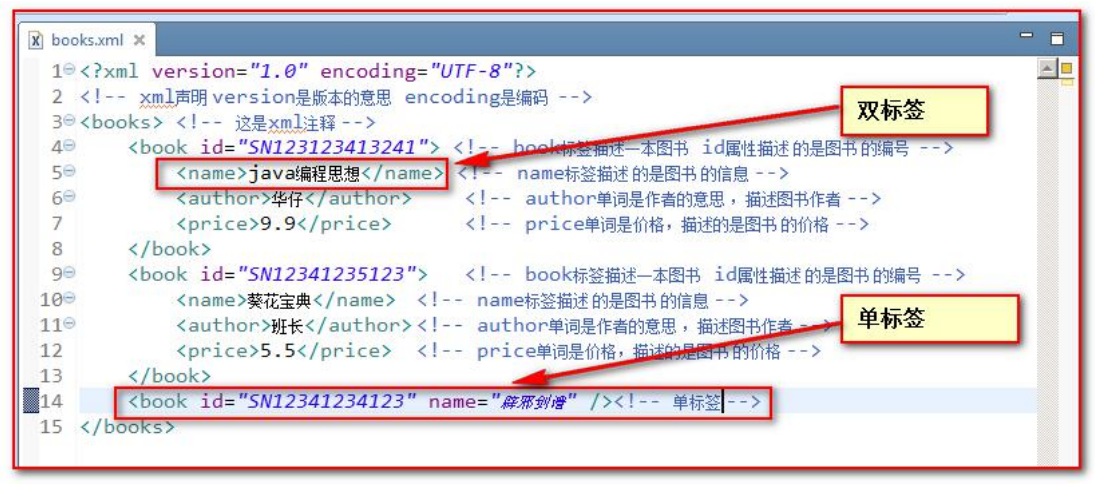 books.xml
1 <?xml version="1.0" encoding="UTF-8"?>
2 <!-- xml声明 version是版本的意思 encoding是编码 -->
3 <books> <!-- 这是xml注释 -->
4 <book id="SN123123413241"> <!-- book标签描述一本图书 id属性描述 的是图书 的编号 -->
双标签
5 <name>java编程思想</name> <!-- name标签描述 的是图书 的信息 -->
6 <author>华仔</author> <!-- author单词是作者的意思 ，描述图书作者 -->
7 <price>9.9</price> <!-- price单词是价格，描述的是图书 的价格 -->
8 </book>
9 <book id="SN12341235123"> <!-- book标签描述一本图书 id属性描述 的是图书 的编号 -->
10 <name>葵花宝典</name> <!-- name标签描述 的是图书 的信息 -->
11 <author>班长</author> <!-- author单词是作者的意思 ，描述图书作者 -->
单标签
12 <price>5.5</price> <!-- price单词是价格，描述的是图书 的价格 -->
13 </book>
14 <book id="SN12341234123" name="辟邪剑谱" /><!-- 单标签 -->
15 </books>